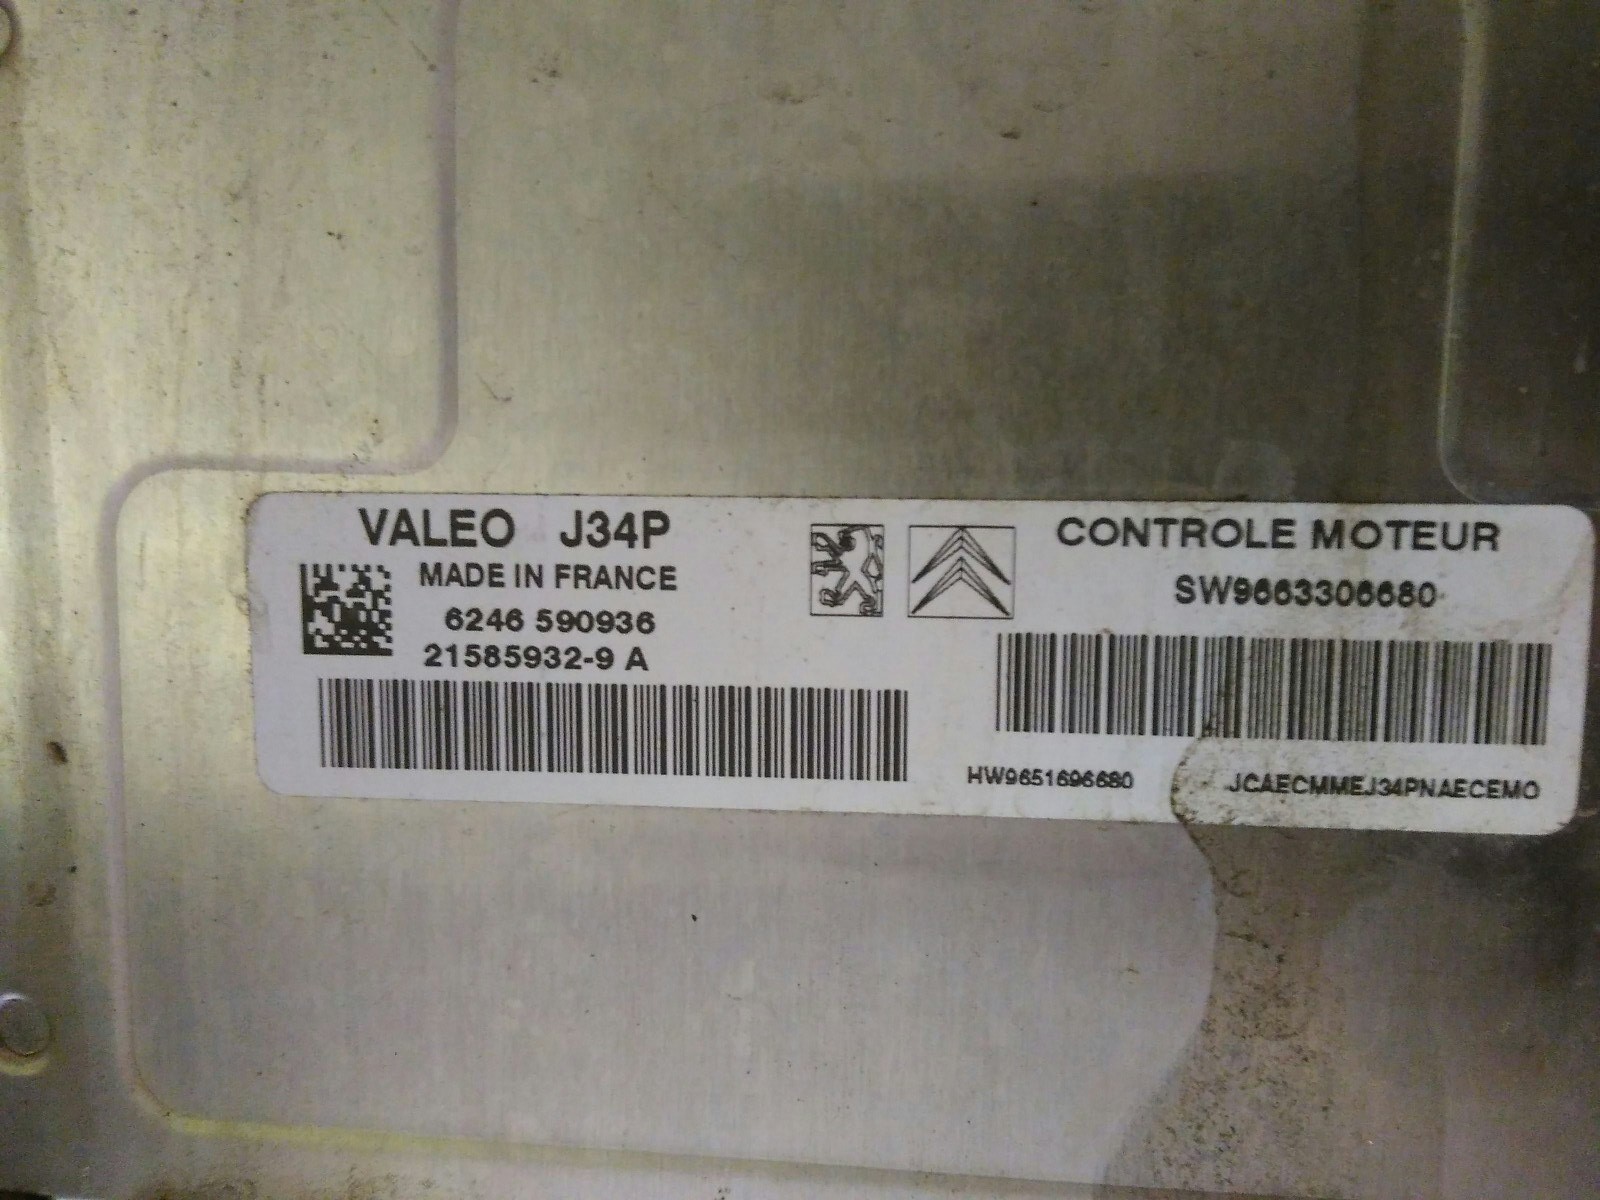 VALEO J34P
MADE IN FRANCE
6246 590936
21585932-9 A
CONTROLE MOTEUR
SW9663306680
HW9651696680 JCAECMMEJ34PNAECEMO